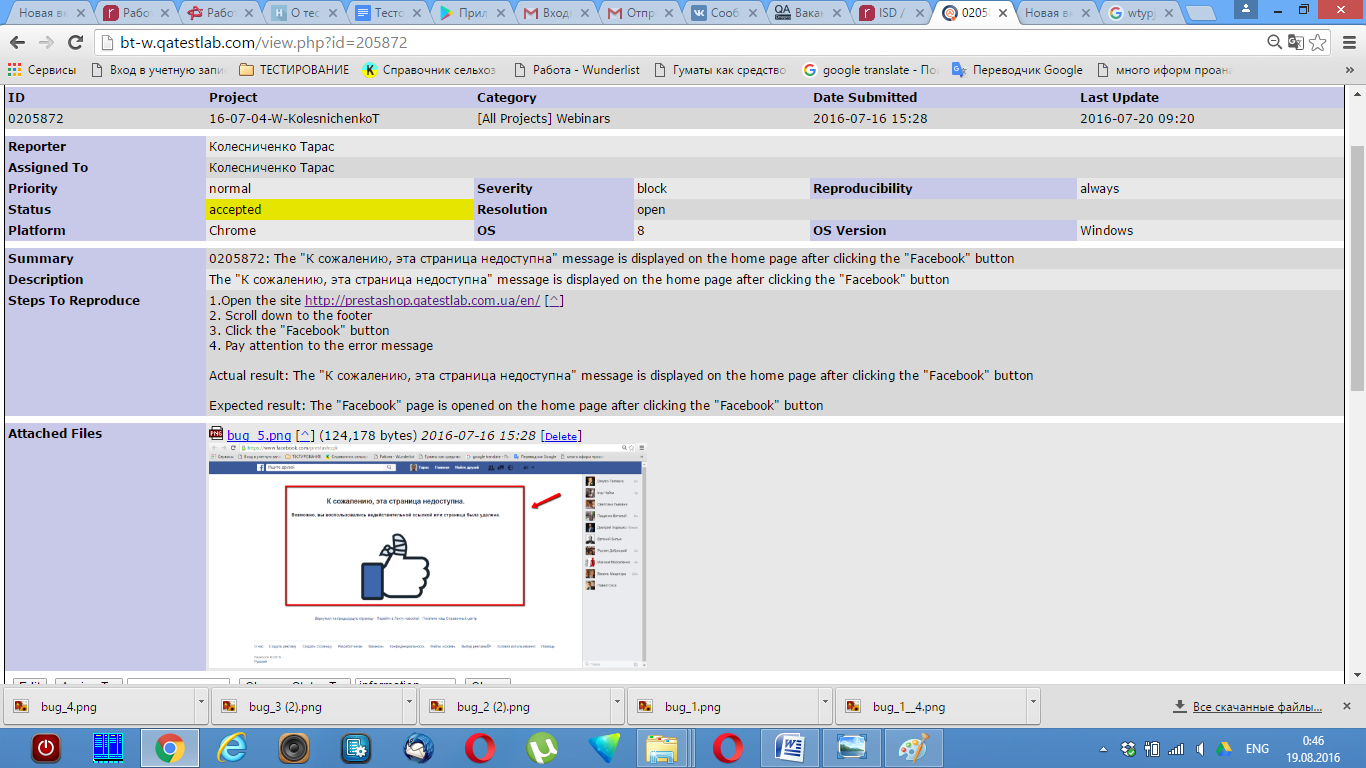 Новая вк
Работ
Работ
О тес
Тесто
Прил
Входи
Отпр
Сооб
Вакан
ISD
0205
Новая вк
bt-w.qatestlab.com/view.php?id=205872
Сервисы
Вход в учетную запи
ТЕСТИРОВАНИЕ
Справочник сельхоз
Работа - Wunderlist
Гуматы как средство
google translate - По
Переводчик Google
много иформ проан
ID Project Category Date Submitted Last Update
0205872 16-07-04-W-KolesnichenkoT [All Projects] Webinars 2016-07-16 15:28 2016-07-20 09:20
Reporter Колесниченко Тарас
Assigned To Колесниченко Тарас
Priority normal Severity block Reproducibility always
Status accepted Resolution open
Platform Chrome OS 8 OS Version Windows
Summary 0205872: The "К сожалению, эта страница недоступна" message is displayed on the home page after clicking the "Facebook" button
Description The "К сожалению, эта страница недоступна" message is displayed on the home page after clicking the "Facebook" button
Steps To Reproduce 1.Open the site http://prestashop.qatestlab.com.ua/en/ [^]
2. Scroll down to the footer
3. Click the "Facebook" button
4. Pay attention to the error message
Actual result: The "К сожалению, эта страница недоступна" message is displayed on the home page after clicking the "Facebook" button
Expected result: The "Facebook" page is opened on the home page after clicking the "Facebook" button
Attached Files bug_5.png [^] (124,178 bytes) 2016-07-16 15:28 [Delete]
К сожалению, эта страница недоступна.
Возможно, вы воспользовались недействительной ссылкой или страница была удалена.
bug_4.png
bug_3 (2).png
bug_2 (2).png
bug_1.png
bug_1__4.png
Все скачанные файлы...
ENG
0:46
19.08.2016